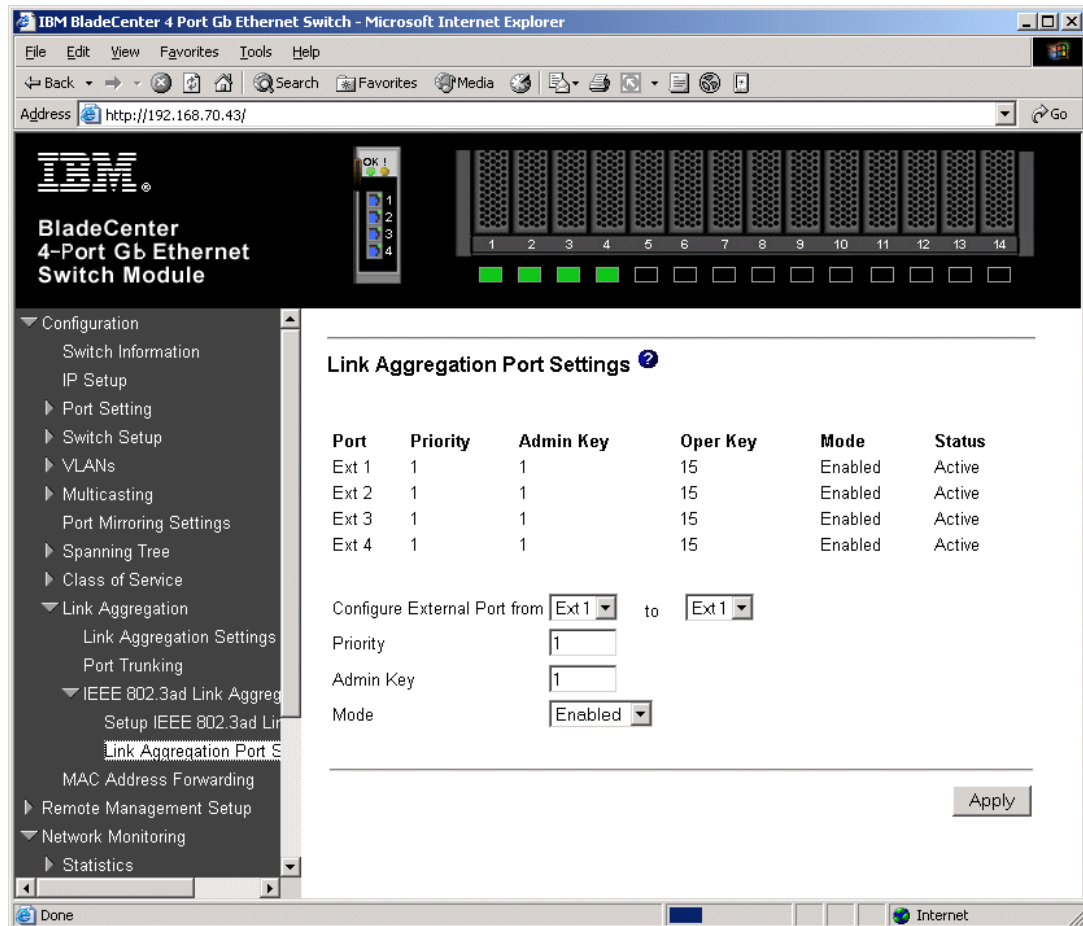 IBM BladeCenter 4 Port Gb Ethernet Switch - Microsoft Internet Explorer
File Edit View Favorites Tools Help
Back Search Favorites Media
Address http://192.168.70.43/ Go
IBM®
BladeCenter
4-Port Gb Ethernet
Switch Module
OK !
1
2
3
4
1 2 3 4 5 6 7 8 9 10 11 12 13 14
Configuration
Switch Information
IP Setup
Port Setting
Switch Setup
VLANs
Multicasting
Port Mirroring Settings
Spanning Tree
Class of Service
Link Aggregation
Link Aggregation Settings
Port Trunking
IEEE 802.3ad Link Aggreg
Setup IEEE 802.3ad Lin
Link Aggregation Port S
MAC Address Forwarding
Remote Management Setup
Network Monitoring
Statistics
Link Aggregation Port Settings ?
Port Priority Admin Key Oper Key Mode Status
Ext 1 1 1 15 Enabled Active
Ext 2 1 1 15 Enabled Active
Ext 3 1 1 15 Enabled Active
Ext 4 1 1 15 Enabled Active
Configure External Port from Ext 1 to Ext 1
Priority 1
Admin Key 1
Mode Enabled
Apply
Done Internet